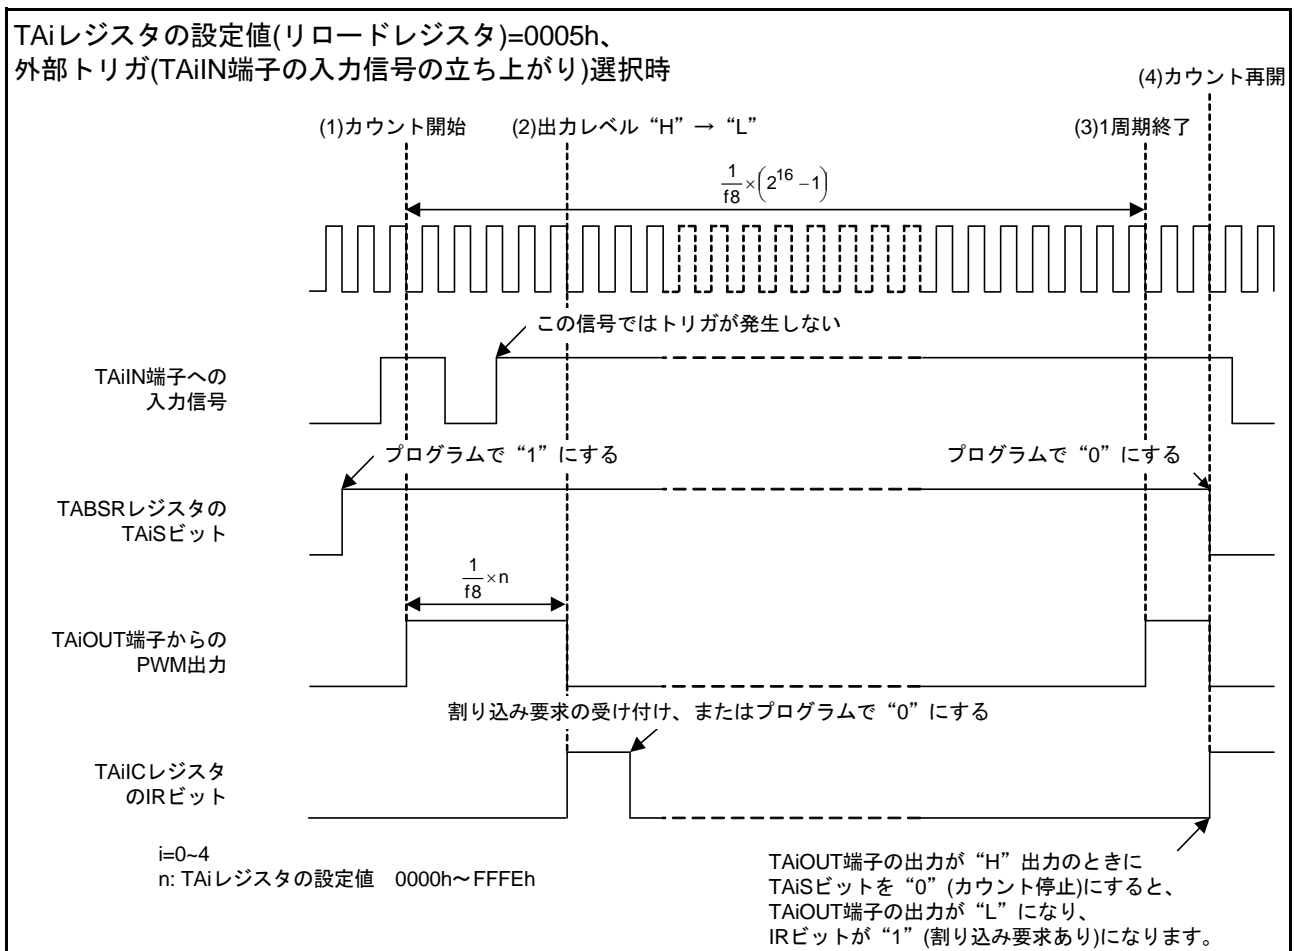 TAiレジスタの設定値(リロードレジスタ)=0005h、
外部トリガ(TAiIN端子の入力信号の立ち上がり)選択時
(4)カウント再開
(1)カウント開始
(2)出力レベル“H”→“L”
(3)1周期終了
1/f8×(2^16−1)
この信号ではトリガが発生しない
TAiIN端子への
入力信号
プログラムで“1”にする
プログラムで“0”にする
TABSRレジスタの
TAiSビット
1/f8×n
TAiOUT端子からの
PWM出力
割り込み要求の受け付け、またはプログラムで“0”にする
TAiICレジスタ
のIRビット
i=0~4
n: TAiレジスタの設定値　0000h～FFFEh
TAiOUT端子の出力が“H”出力のときに
TAiSビットを“0”(カウント停止)にすると、
TAiOUT端子の出力が“L”になり、
IRビットが“1”(割り込み要求あり)になります。